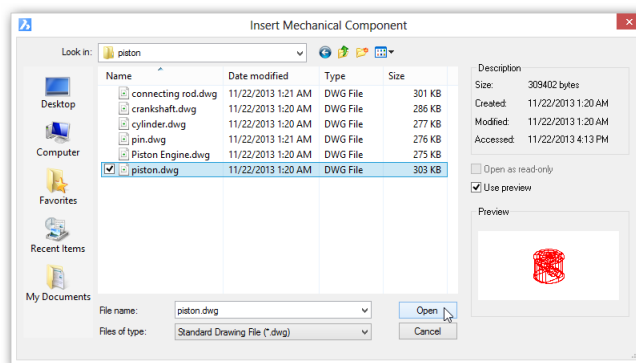 Insert Mechanical Component
Look in: piston
Name Date modified Type Size
connecting rod.dwg 11/22/2013 1:21 AM DWG File 301 KB
crankshaft.dwg 11/22/2013 1:20 AM DWG File 286 KB
cylinder.dwg 11/22/2013 1:20 AM DWG File 277 KB
pin.dwg 11/22/2013 1:21 AM DWG File 276 KB
Piston Engine.dwg 11/22/2013 1:20 AM DWG File 275 KB
piston.dwg 11/22/2013 1:20 AM DWG File 303 KB
Desktop
Computer
Favorites
Recent Items
My Documents
File name: piston.dwg Open
Files of type: Standard Drawing File (*.dwg) Cancel
Description
Size: 309402 bytes
Created: 11/22/2013 1:20 AM
Modified: 11/22/2013 1:20 AM
Accessed: 11/22/2013 4:13 PM
Open as read-only
Use preview
Preview